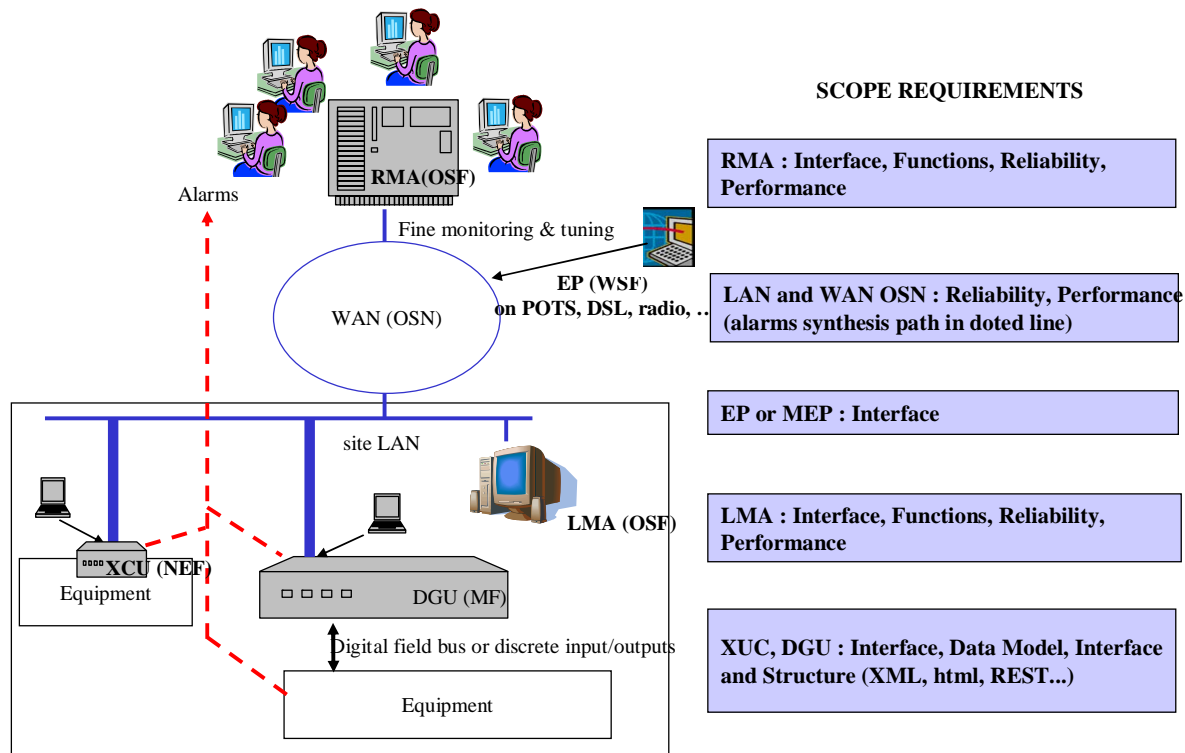 SCOPE REQUIREMENTS
RMA(OSF)
RMA : Interface, Functions, Reliability,
Performance
Alarms
Fine monitoring & tuning
EP (WSF)
on POTS, DSL, radio, ..
WAN (OSN)
LAN and WAN OSN : Reliability, Performance
(alarms synthesis path in doted line)
EP or MEP : Interface
site LAN
LMA (OSF)
LMA : Interface, Functions, Reliability,
Performance
XCU (NEF)
Equipment
DGU (MF)
Digital field bus or discrete input/outputs
Equipment
XUC, DGU : Interface, Data Model, Interface
and Structure (XML, html, REST...)